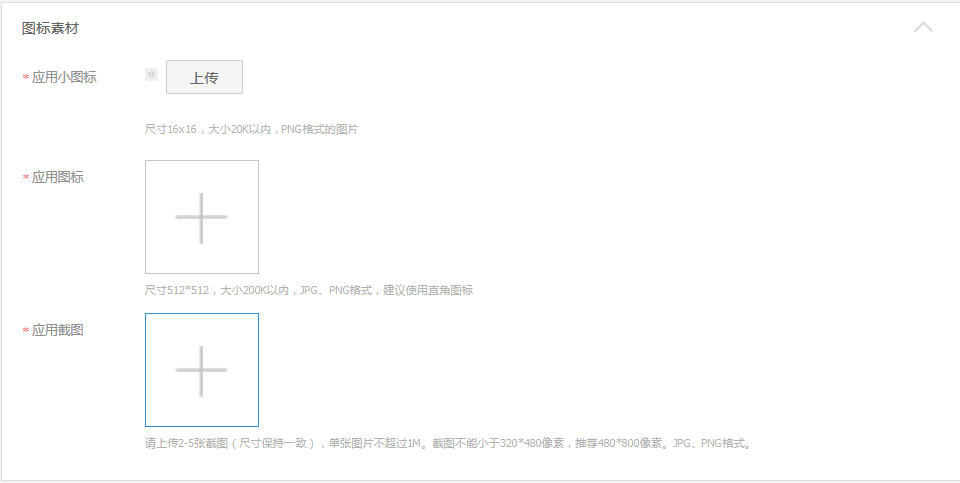 图标素材
*应用小图标
上传
尺寸16x16，大小20K以内，PNG格式的图片
*应用图标
尺寸512*512，大小200K以内，JPG、PNG格式，建议使用直角图标
*应用截图
请上传2-5张截图（尺寸保持一致），单张图片不超过1M。截图不能小于320*480像素，推荐480*800像素。JPG、PNG格式。